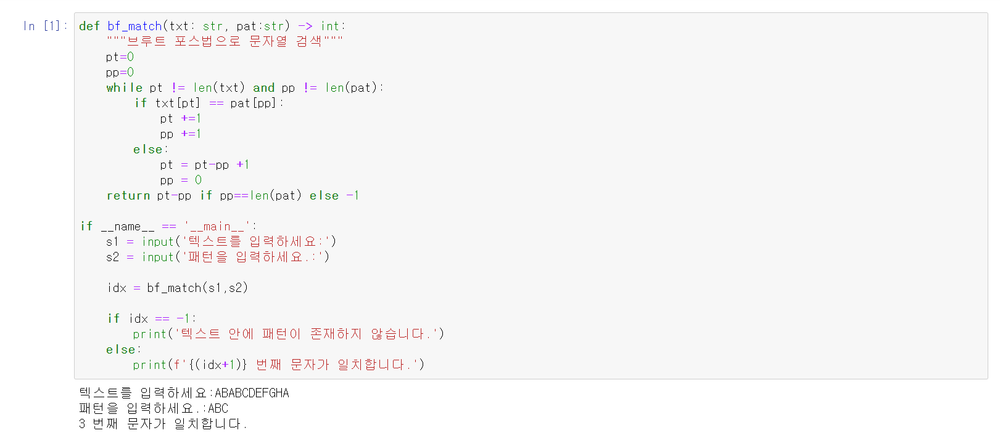 In [1]:
def bf_match(txt: str, pat:str) -> int:
    """브루트 포스법으로 문자열 검색"""
    pt=0
    pp=0
    while pt != len(txt) and pp != len(pat):
        if txt[pt] == pat[pp]:
            pt +=1
            pp +=1
        else:
            pt = pt-pp +1
            pp = 0
    return pt-pp if pp==len(pat) else -1

if __name__ == '__main__':
    s1 = input('텍스트를 입력하세요:')
    s2 = input('패턴을 입력하세요.:')

    idx = bf_match(s1,s2)

    if idx == -1:
        print('텍스트 안에 패턴이 존재하지 않습니다.')
    else:
        print(f'{(idx+1)} 번째 문자가 일치합니다.')
텍스트를 입력하세요:ABABCDEFGHA
패턴을 입력하세요.:ABC
3 번째 문자가 일치합니다.